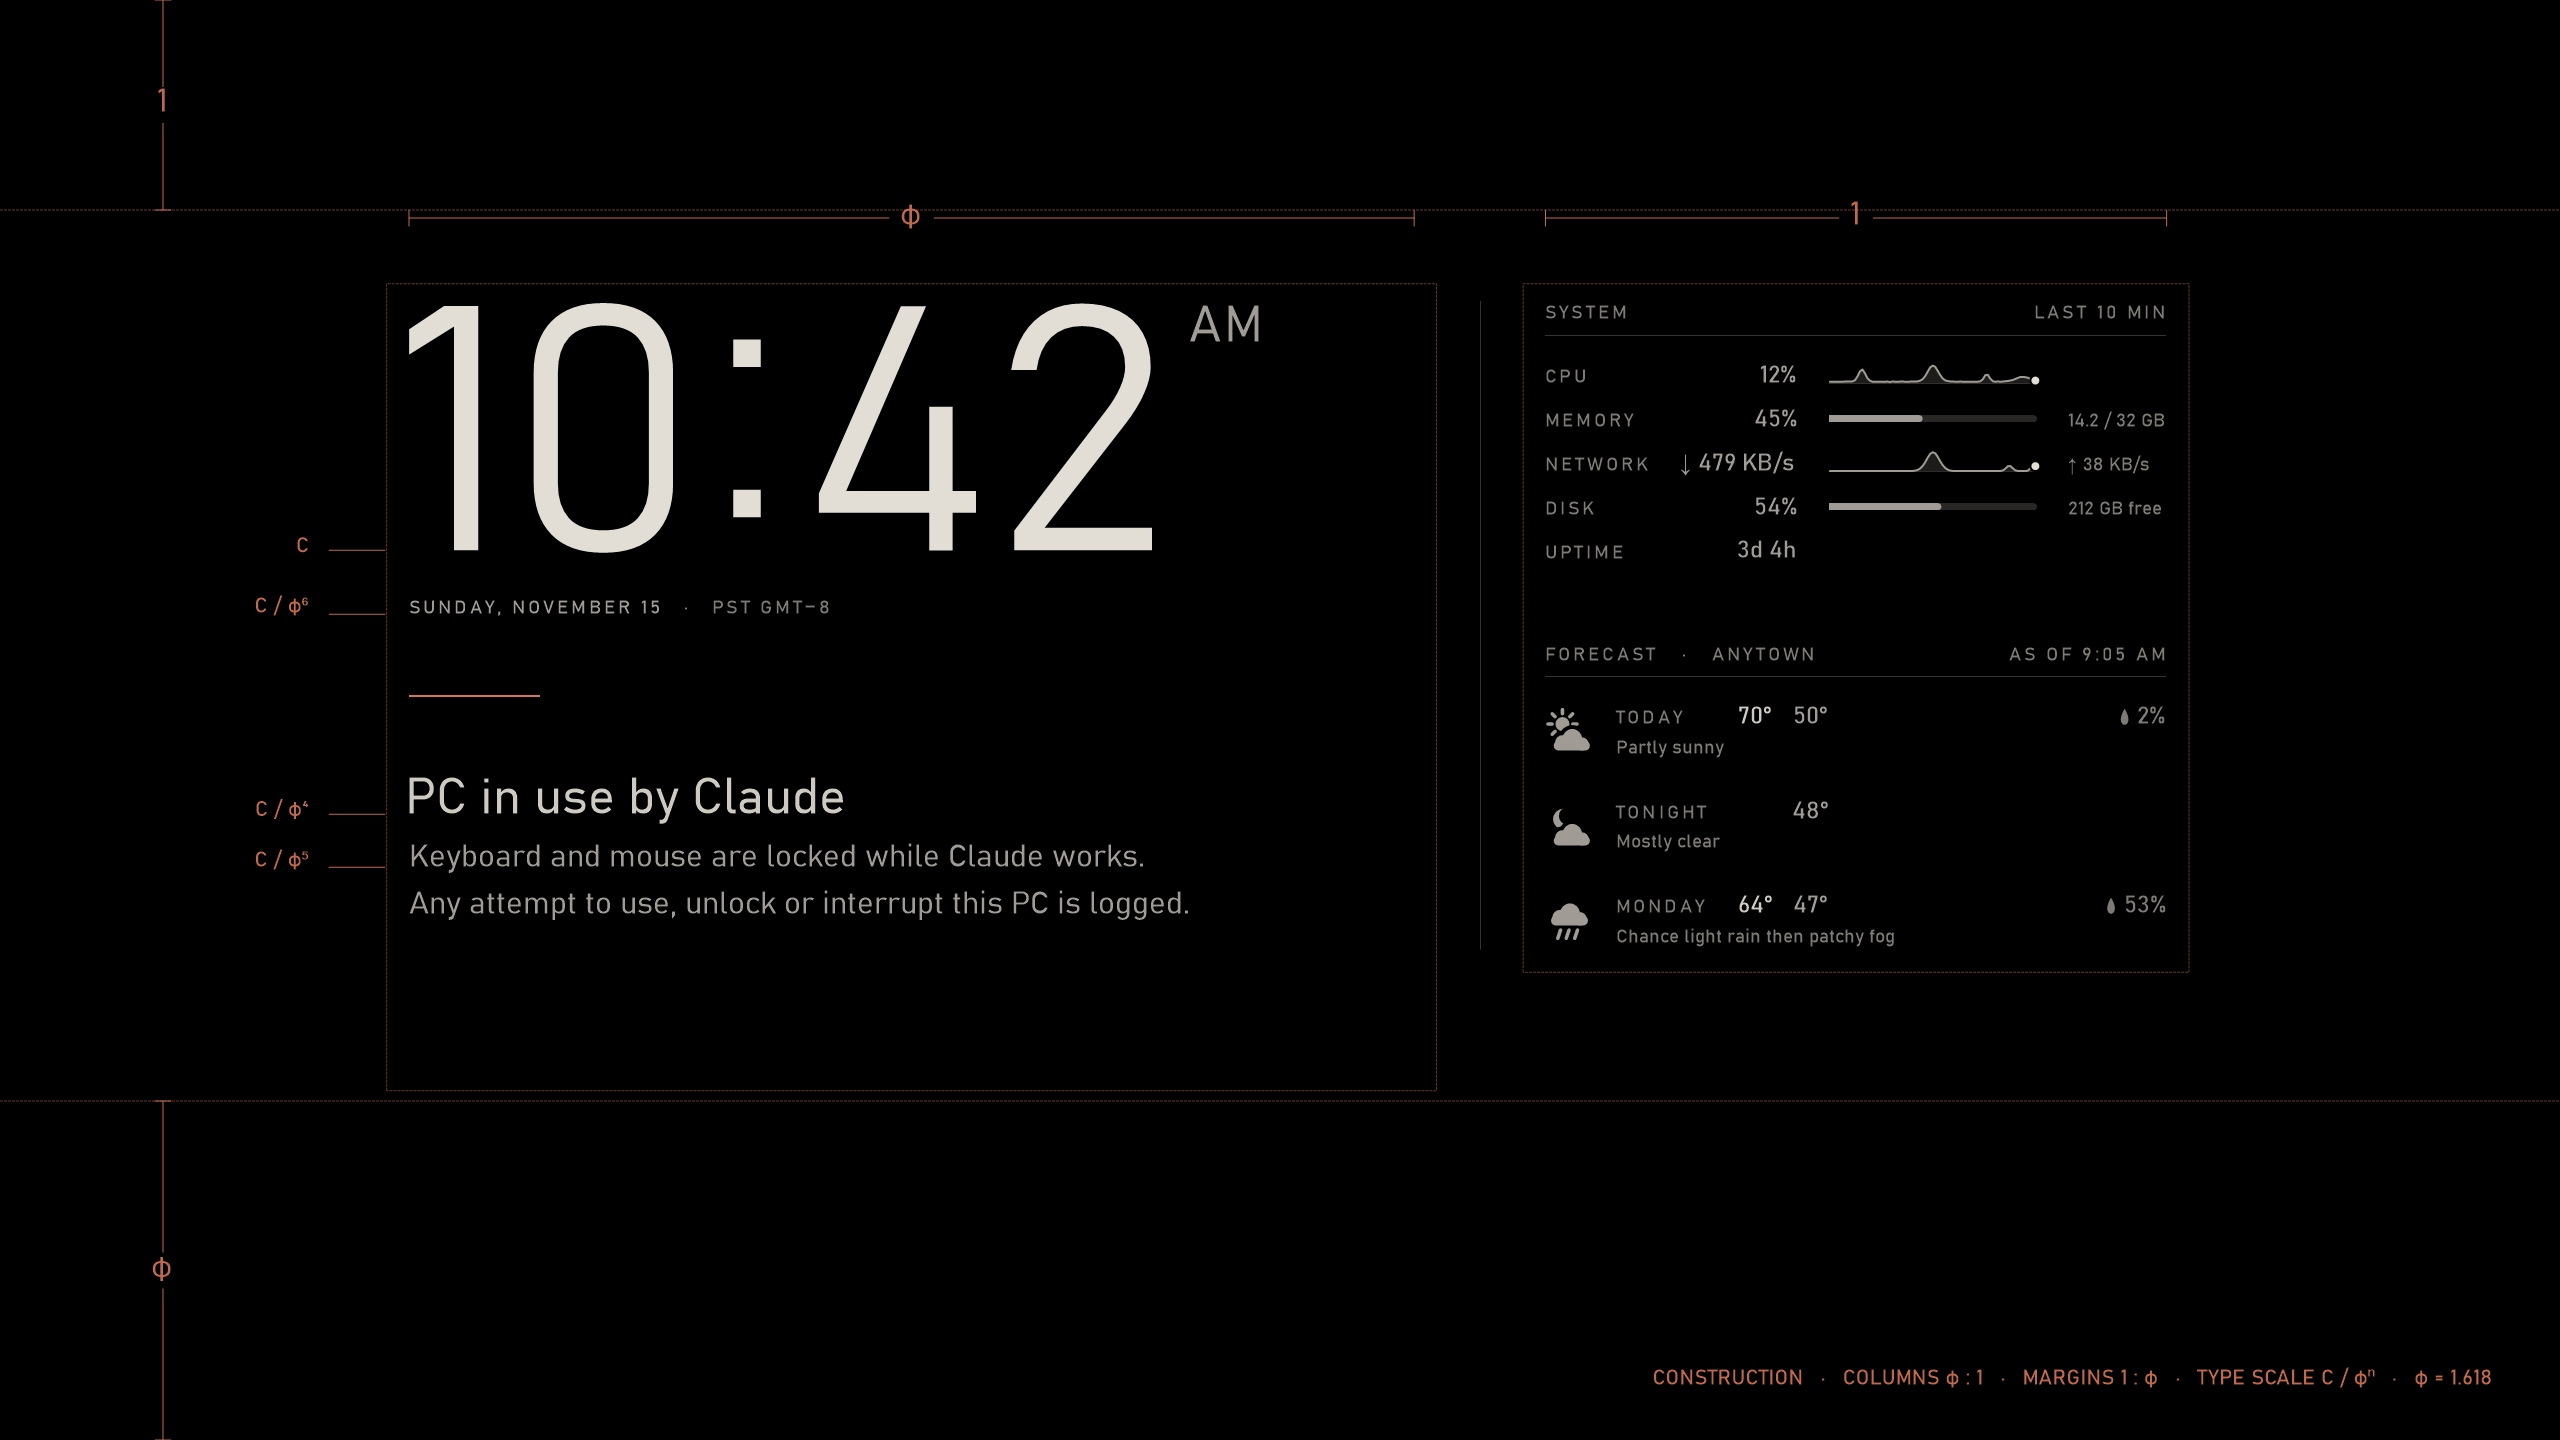 1
φ
1
10:42 AM
C
C / φ⁶
SUNDAY, NOVEMBER 15 · PST GMT−8
C / φ⁴
PC in use by Claude
C / φ⁵
Keyboard and mouse are locked while Claude works.
Any attempt to use, unlock or interrupt this PC is logged.
SYSTEM LAST 10 MIN
CPU 12%
MEMORY 45% 14.2 / 32 GB
NETWORK ↓ 479 KB/s ↑ 38 KB/s
DISK 54% 212 GB free
UPTIME 3d 4h
FORECAST · ANYTOWN AS OF 9:05 AM
TODAY 70° 50° 2%
Partly sunny
TONIGHT 48°
Mostly clear
MONDAY 64° 47° 53%
Chance light rain then patchy fog
φ
CONSTRUCTION · COLUMNS φ : 1 · MARGINS 1 : φ · TYPE SCALE C / φⁿ · φ = 1.618